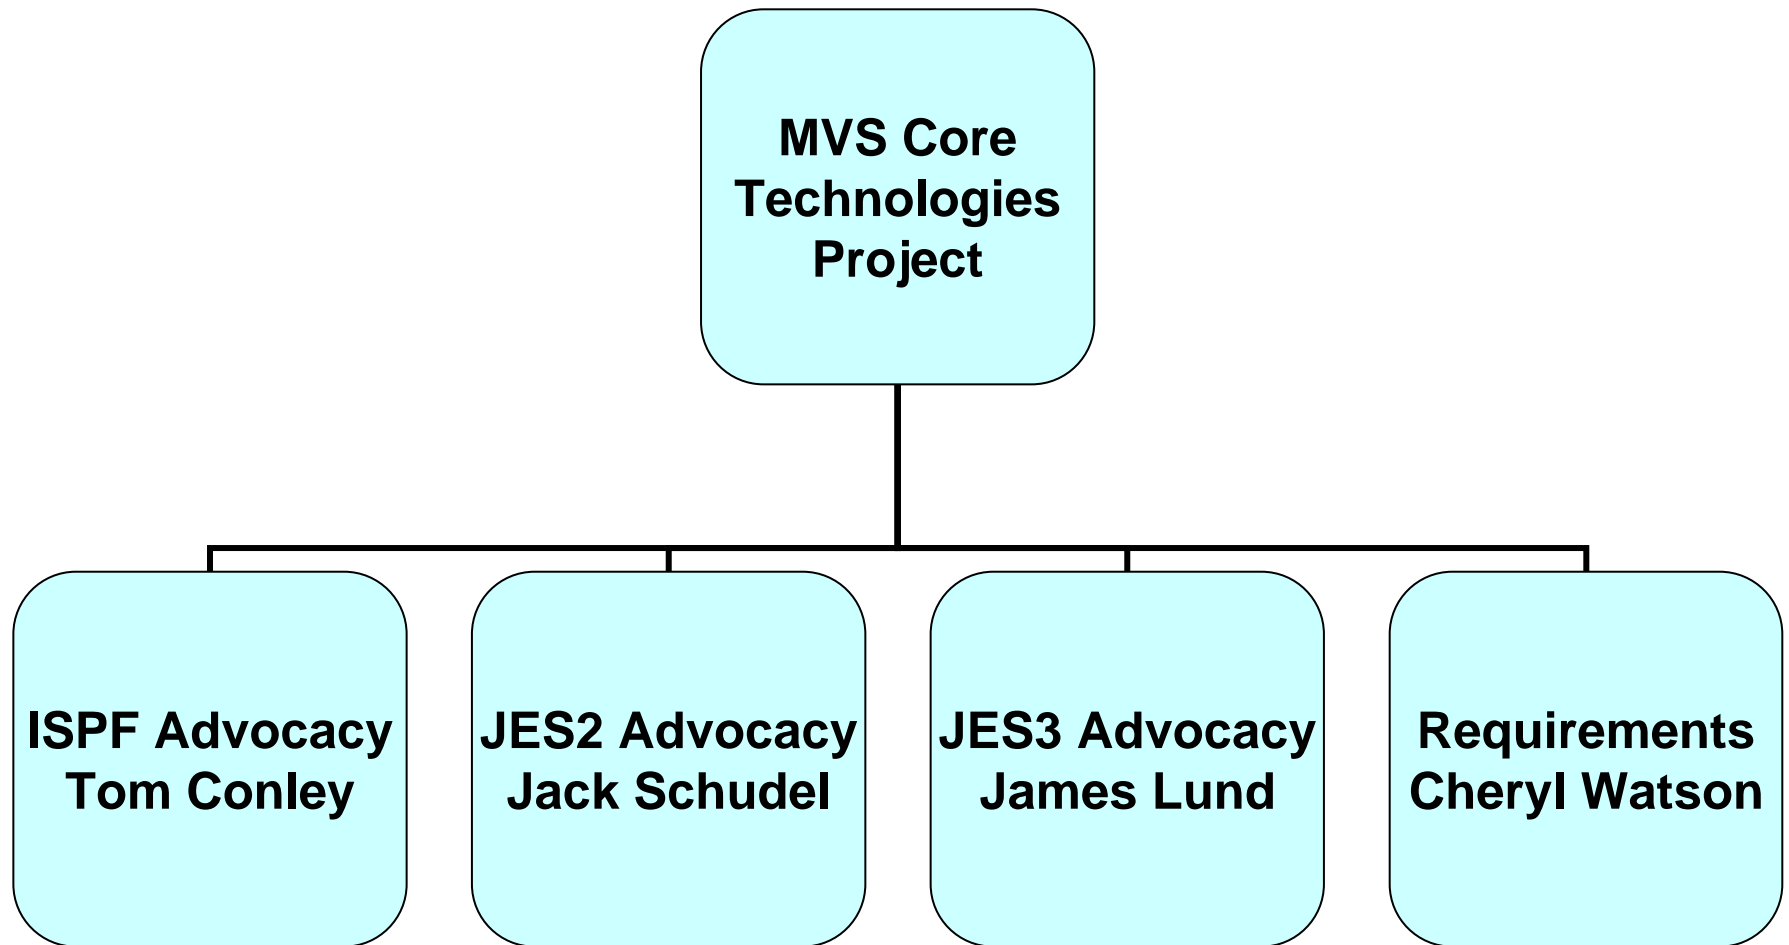 MVS Core
Technologies
Project
ISPF Advocacy
Tom Conley
JES2 Advocacy
Jack Schudel
JES3 Advocacy
James Lund
Requirements
Cheryl Watson